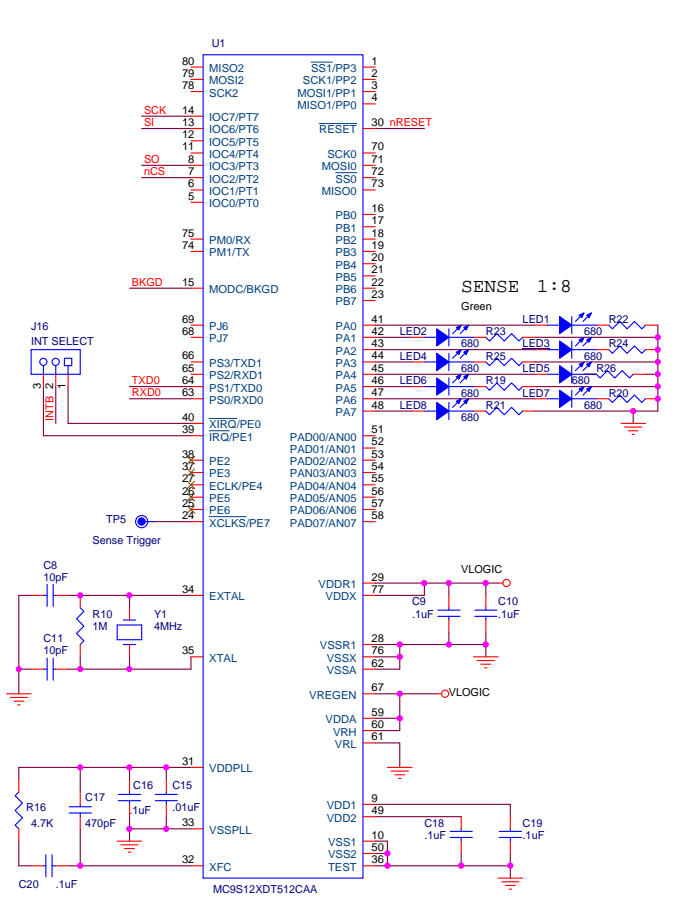 U1
80 MISO2 SS1/PP3 1
79 MOSI2 SCK1/PP2 2
78 SCK2 MOSI1/PP1 3
MISO1/PP0 4
SCK 14 IOC7/PT7
SI 13 IOC6/PT6 RESET 30 nRESET
12 IOC5/PT5
11 IOC4/PT4 SCK0 70
SO 8 IOC3/PT3 MOSI0 71
nCS 7 IOC2/PT2 SS0 72
6 IOC1/PT1 MISO0 73
5 IOC0/PT0
PB0 16
PB1 17
75 PM0/RX PB2 18
74 PM1/TX PB3 19
PB4 20
PB5 21
BKGD 15 MODC/BKGD PB6 22
PB7 23
SENSE 1:8
Green
J16
INT SELECT
3 2 1
INTB
69 PJ6 PA0 41 LED1 R22 680
68 PJ7 PA1 42 LED2 R23 680
PA2 43 LED3 R24 680
66 PS3/TXD1 PA3 44 LED4 R25 680
65 PS2/RXD1 PA4 45 LED5 R26 680
TXD0 64 PS1/TXD0 PA5 46 LED6 R19 680
RXD0 63 PS0/RXD0 PA6 47 LED7 R20 680
PA7 48 LED8 R21 680
40 XIRQ/PE0
39 IRQ/PE1 PAD00/AN00 51
PAD01/AN01 52
38 PE2 PAD02/AN02 53
37 PE3 PAD03/AN03 54
27 ECLK/PE4 PAD04/AN04 55
26 PE5 PAD05/AN05 56
25 PE6 PAD06/AN06 57
TP5 24 XCLKS/PE7 PAD07/AN07 58
Sense Trigger
VLOGIC
C8
10pF
34 EXTAL VDDR1 29
VDDX 77
C9
.1uF
C10
.1uF
R10
1M
Y1
4MHz
C11
10pF
35 XTAL VSSR1 28
VSSX 76
VSSA 62
VREGEN 67 VLOGIC
VDDA 59
VRH 60
VRL 61
31 VDDPLL
C16
.1uF
C15
.01uF
R16
4.7K
C17
470pF
33 VSSPLL VDD1 9
VDD2 49
C18
.1uF
C19
.1uF
VSS1 10
VSS2 50
32 XFC TEST 36
C20 .1uF
MC9S12XDT512CAA